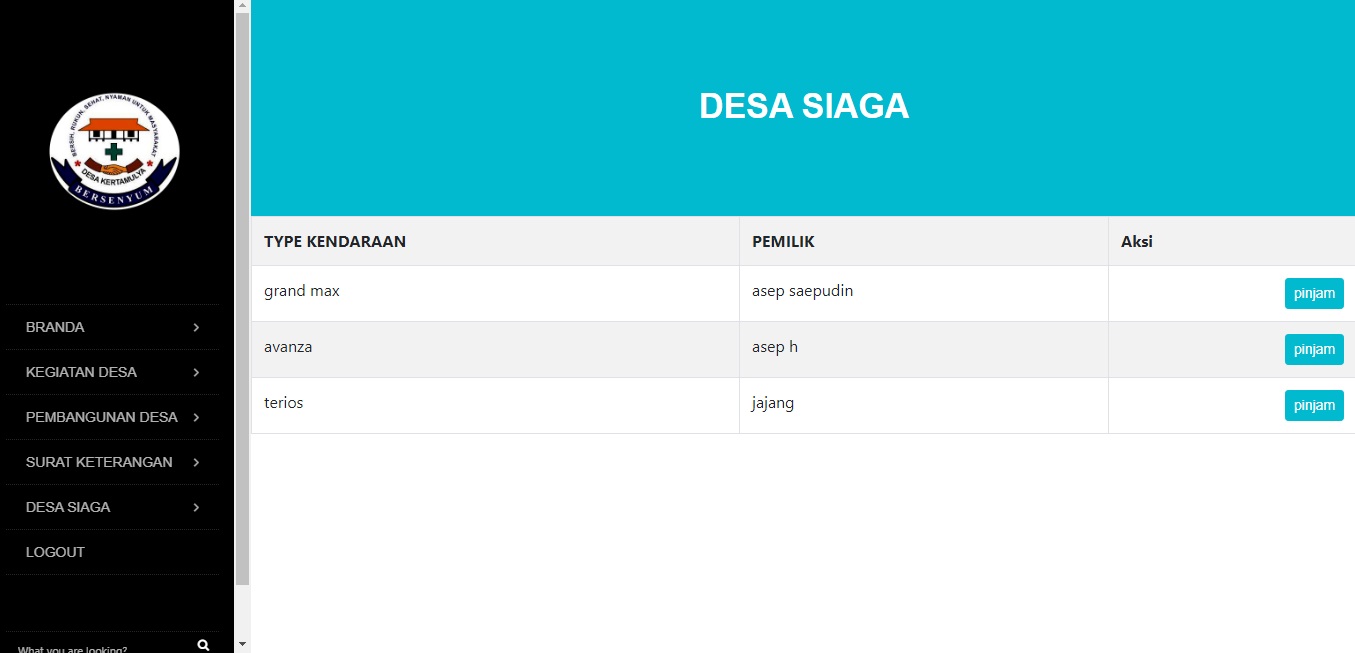 BERSIH, RUKUN, SEHAT, NYAMAN UNTUK MASYARAKAT
DESA KERTAMULYA
BERSENYUM
BRANDA
KEGIATAN DESA
PEMBANGUNAN DESA
SURAT KETERANGAN
DESA SIAGA
LOGOUT
What you are looking?
DESA SIAGA
TYPE KENDARAAN PEMILIK Aksi
grand max asep saepudin pinjam
avanza asep h pinjam
terios jajang pinjam